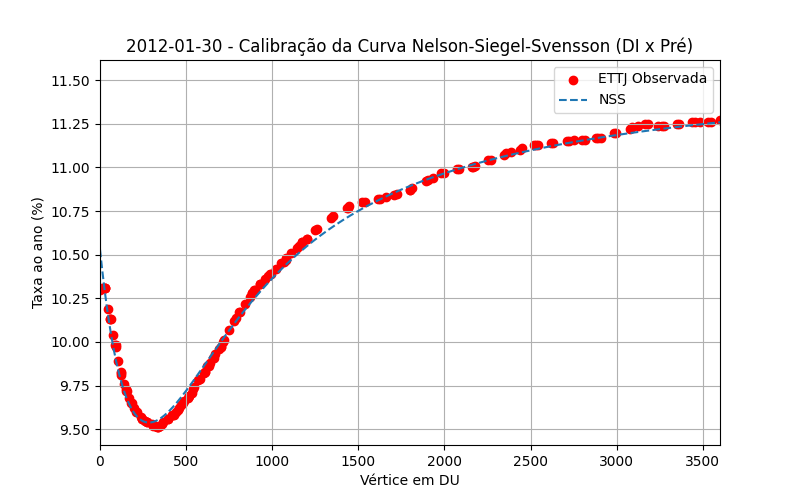 2012-01-30 - Calibração da Curva Nelson-Siegel-Svensson (DI x Pré)
ETTJ Observada
NSS
Taxa ao ano (%)
11.50
11.25
11.00
10.75
10.50
10.25
10.00
9.75
9.50
0 500 1000 1500 2000 2500 3000 3500
Vértice em DU